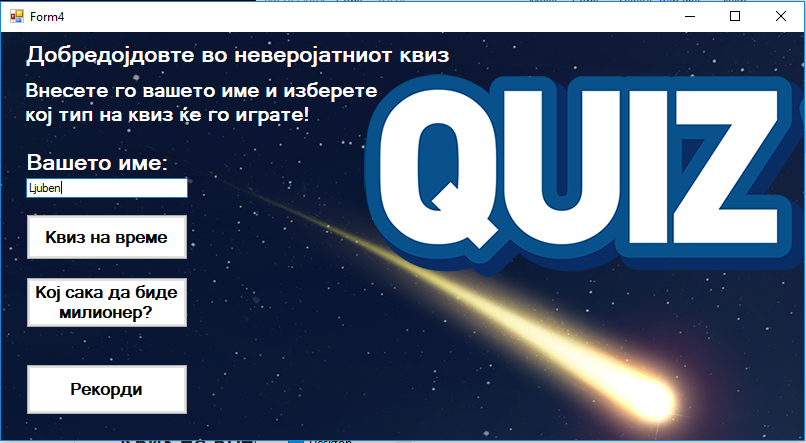 Form4
Добредојдовте во неверојатниот квиз
Внесете го вашето име и изберете
кој тип на квиз ќе го играте!
QUIZ
Вашето име:
Ljuben
Квиз на време
Кој сака да биде
милионер?
Рекорди
Desktop